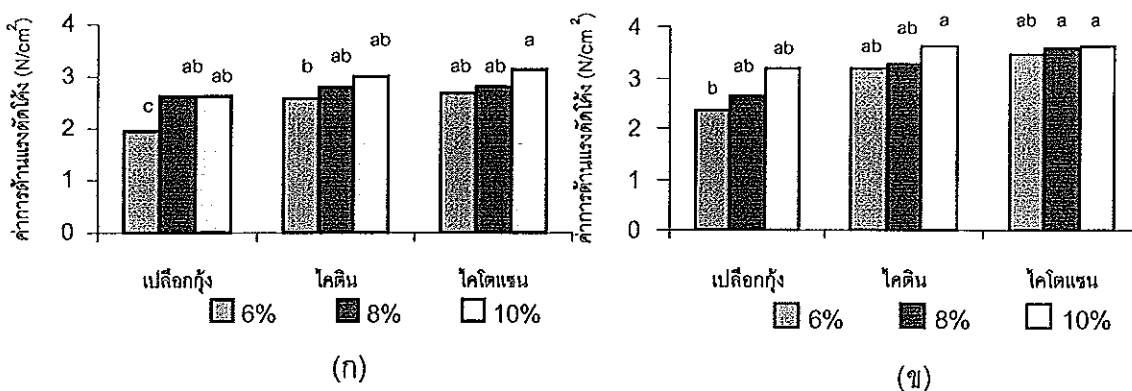 ค่าการต้านแรงดัดโค้ง (N/cm²)
4
3
2
1
0
c
ab
ab
b
ab
ab
ab
ab
a
เปลือกกุ้ง
ไคติน
ไคโตแซน
6%
8%
10%
(ก)
ค่าการต้านแรงดัดโค้ง (N/cm²)
4
3
2
1
0
b
ab
ab
ab
ab
a
ab
a
a
เปลือกกุ้ง
ไคติน
ไคโตแซน
6%
8%
10%
(ข)